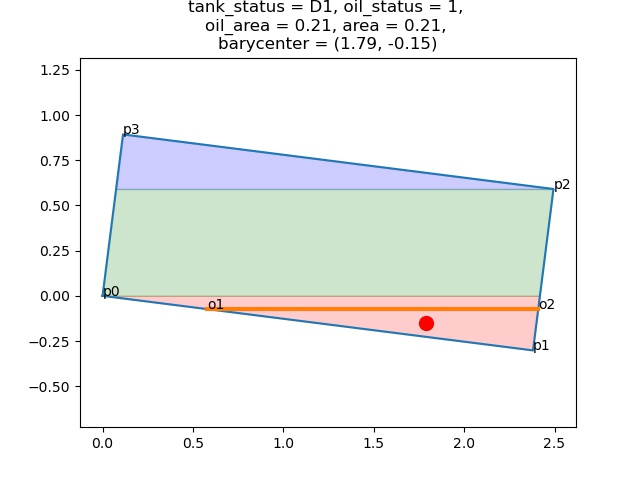 tank_status = D1, oil_status = 1,
oil_area = 0.21, area = 0.21,
barycenter = (1.79, -0.15)
1.25
1.00
0.75
0.50
0.25
0.00
−0.25
−0.50
p3
p2
p0
o1
o2
p1
0.0
0.5
1.0
1.5
2.0
2.5